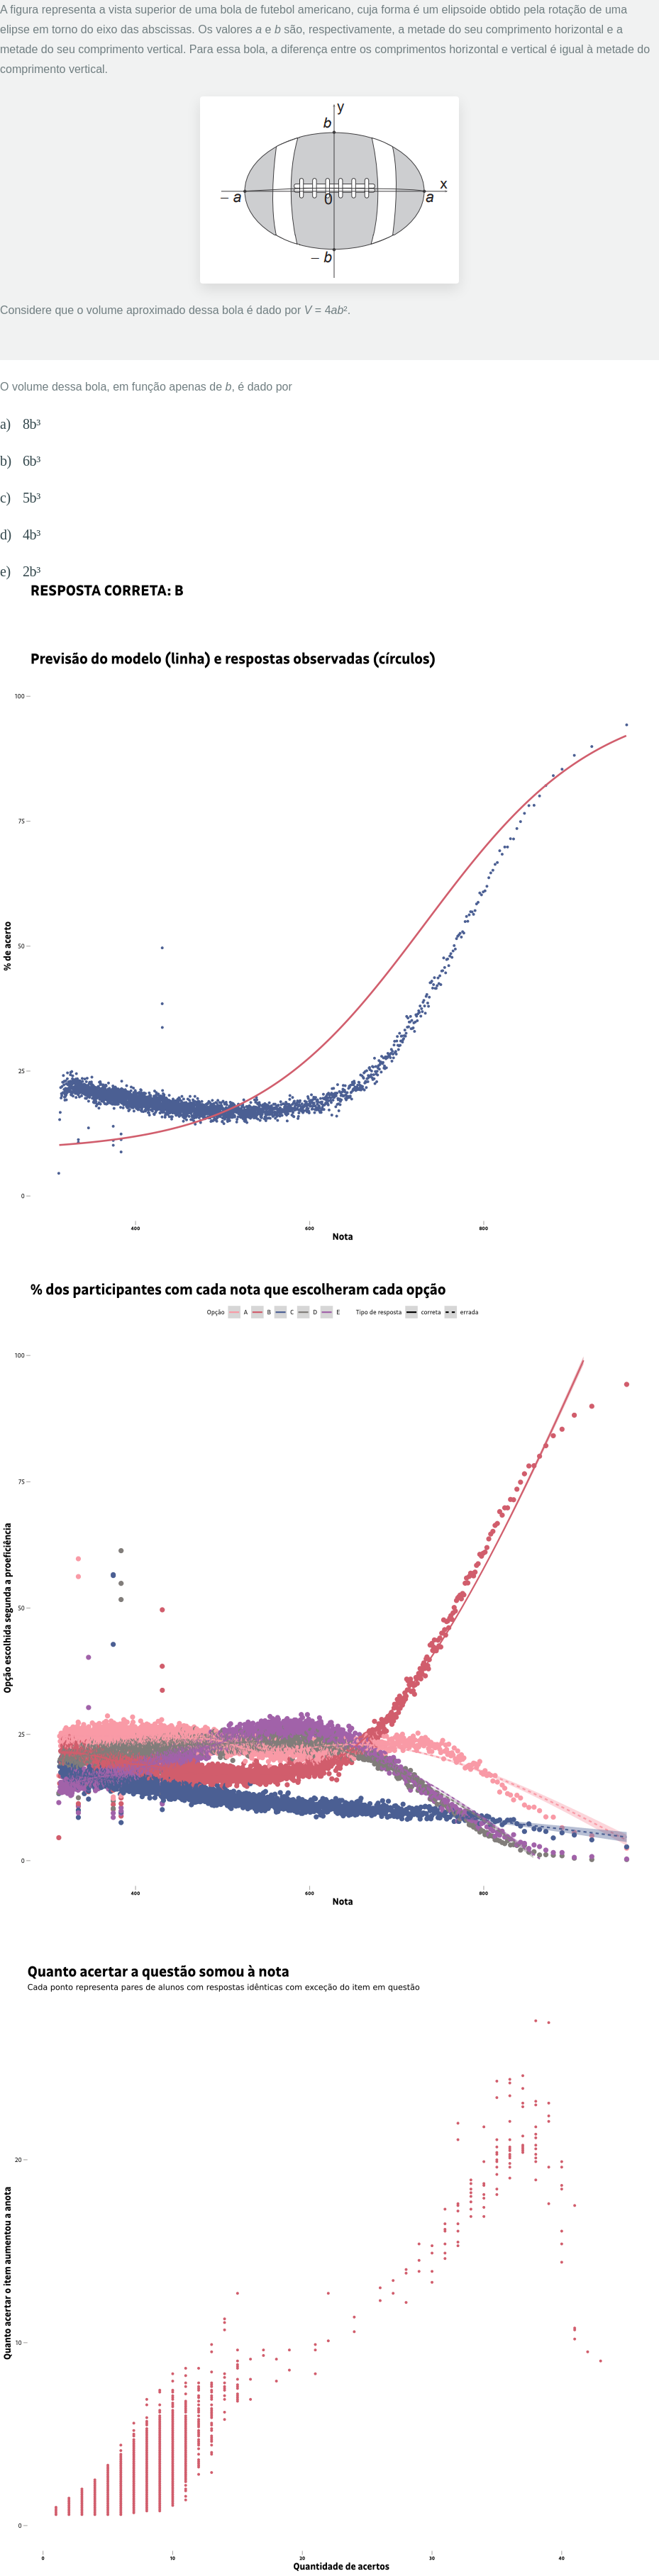 A figura representa a vista superior de uma bola de futebol americano, cuja forma é um elipsoide obtido pela rotação de uma
elipse em torno do eixo das abscissas. Os valores a e b são, respectivamente, a metade do seu comprimento horizontal e a
metade do seu comprimento vertical. Para essa bola, a diferença entre os comprimentos horizontal e vertical é igual à metade do
comprimento vertical.
y
b
x
– a
0
a
– b
Considere que o volume aproximado dessa bola é dado por V = 4ab².
O volume dessa bola, em função apenas de b, é dado por
a) 8b³
b) 6b³
c) 5b³
d) 4b³
e) 2b³
RESPOSTA CORRETA: B
Previsão do modelo (linha) e respostas observadas (círculos)
100
75
50
25
0
% de acerto
400 600 800
Nota
% dos participantes com cada nota que escolheram cada opção
Opção A B C D E Tipo de resposta correta errada
100
75
50
25
0
Opção escolhida segunda a proeficiência
400 600 800
Nota
Quanto acertar a questão somou à nota
Cada ponto representa pares de alunos com respostas idênticas com exceção do item em questão
20
10
0
Quanto acertar o item aumentou a anota
0 10 20 30 40
Quantidade de acertos